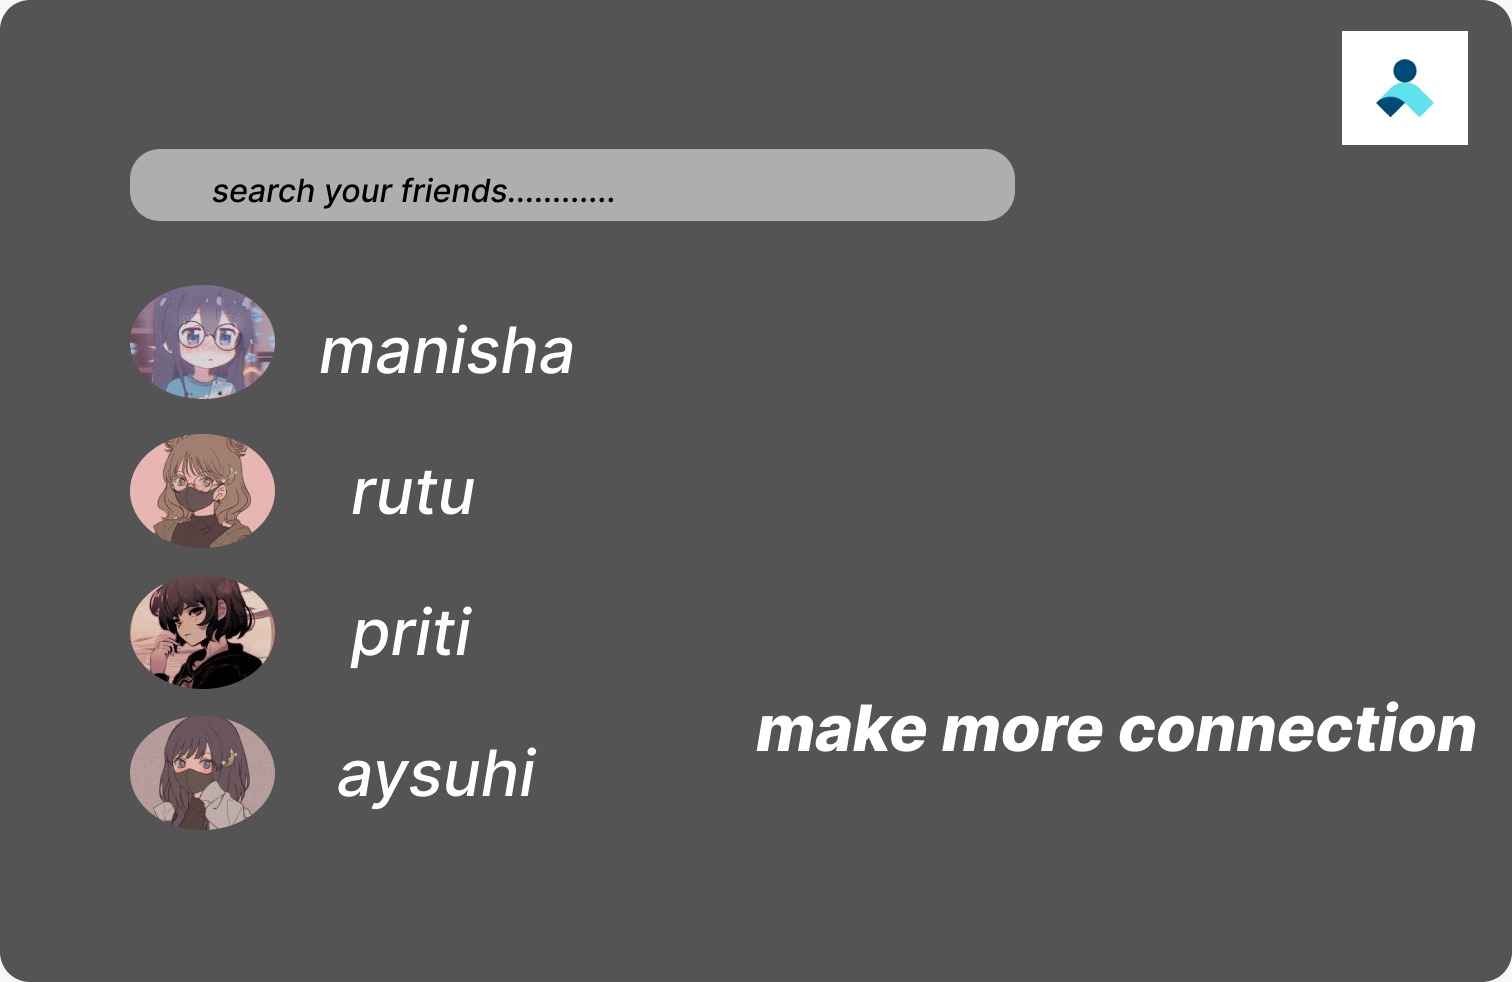 search your friends............
manisha
rutu
priti
make more connection
aysuhi